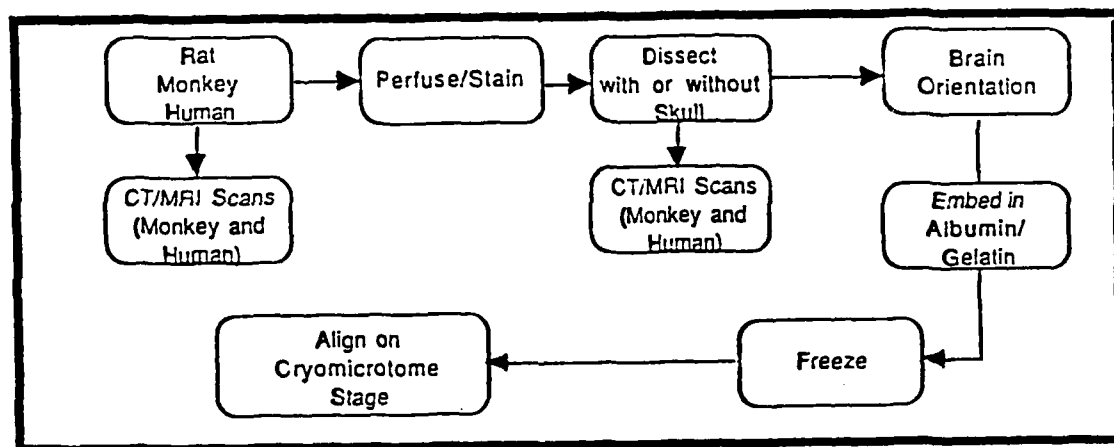 Rat
Monkey
Human
Perfuse/Stain
Dissect
with or without
Skull
Brain
Orientation
CT/MRI Scans
(Monkey and
Human)
CT/MRI Scans
(Monkey and
Human)
Embed in
Albumin/
Gelatin
Align on
Cryomicrotome
Stage
Freeze